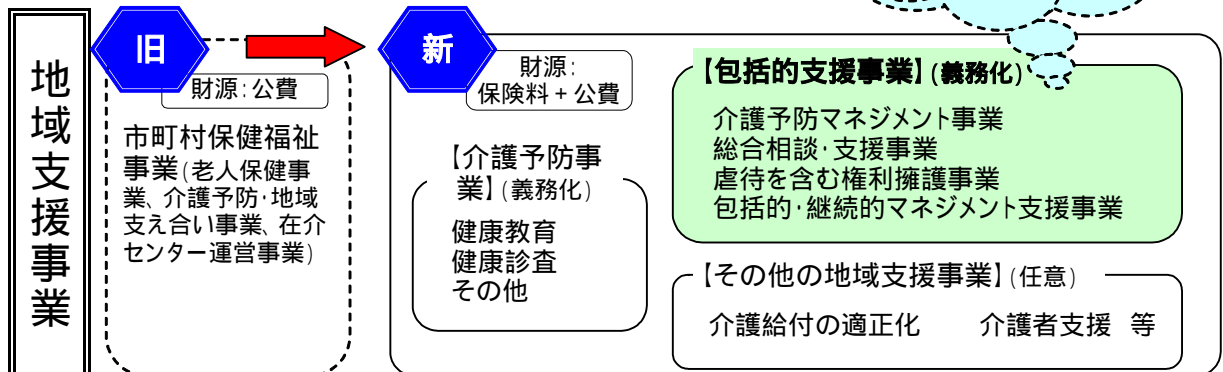 地域支援事業
旧
財源：公費
市町村保健福祉
事業(老人保健事
業、介護予防・地域
支え合い事業、在介
センター運営事業)
新
財源：
保険料＋公費
【介護予防事
業】(義務化)
健康教育
健康診査
その他
【包括的支援事業】(義務化)
介護予防マネジメント事業
総合相談・支援事業
虐待を含む権利擁護事業
包括的・継続的マネジメント支援事業
【その他の地域支援事業】(任意)
介護給付の適正化　　介護者支援 等